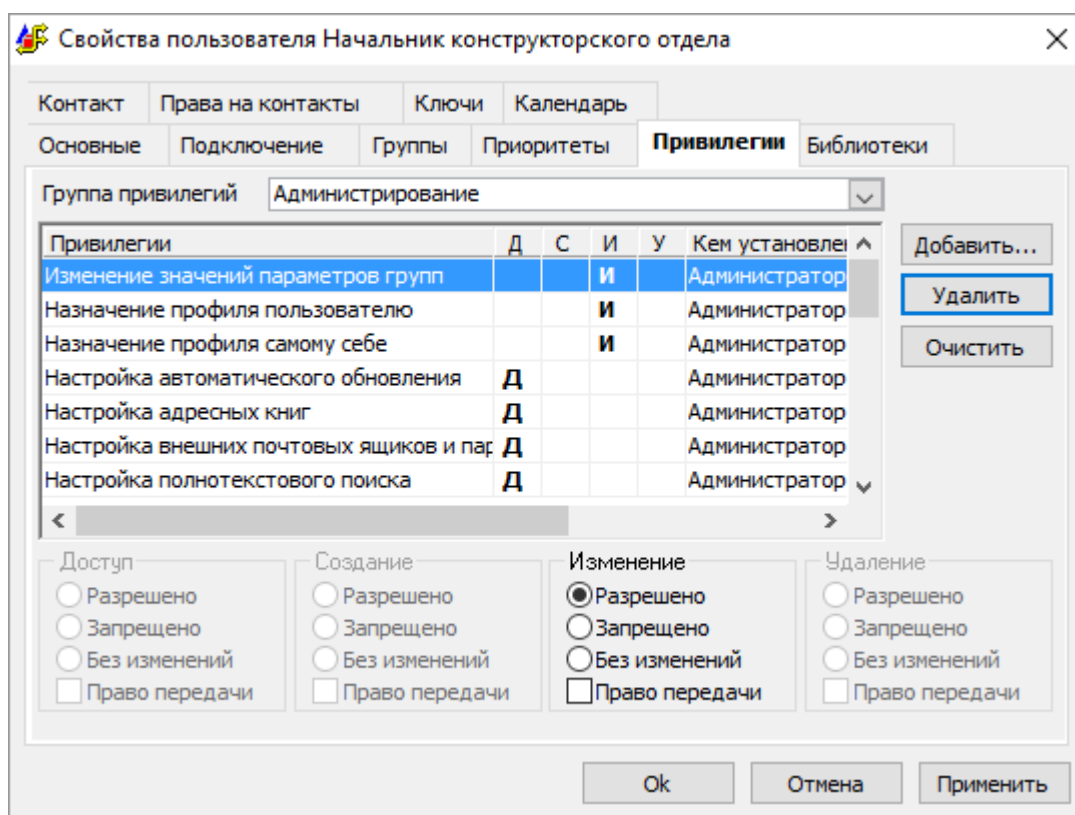 Свойства пользователя Начальник конструкторского отдела
Контакт Права на контакты Ключи Календарь
Основные Подключение Группы Приоритеты Привилегии Библиотеки
Группа привилегий Администрирование
Привилегии Д С И У Кем установлен Добавить...
Изменение значений параметров групп И Администратор
Удалить
Назначение профиля пользователю И Администратор
Назначение профиля самому себе И Администратор Очистить
Настройка автоматического обновления Д Администратор
Настройка адресных книг Д Администратор
Настройка внешних почтовых ящиков и пар Д Администратор
Настройка полнотекстового поиска Д Администратор
Доступ Создание Изменение Удаление
Разрешено Разрешено Разрешено Разрешено
Запрещено Запрещено Запрещено Запрещено
Без изменений Без изменений Без изменений Без изменений
Право передачи Право передачи Право передачи Право передачи
Ok Отмена Применить